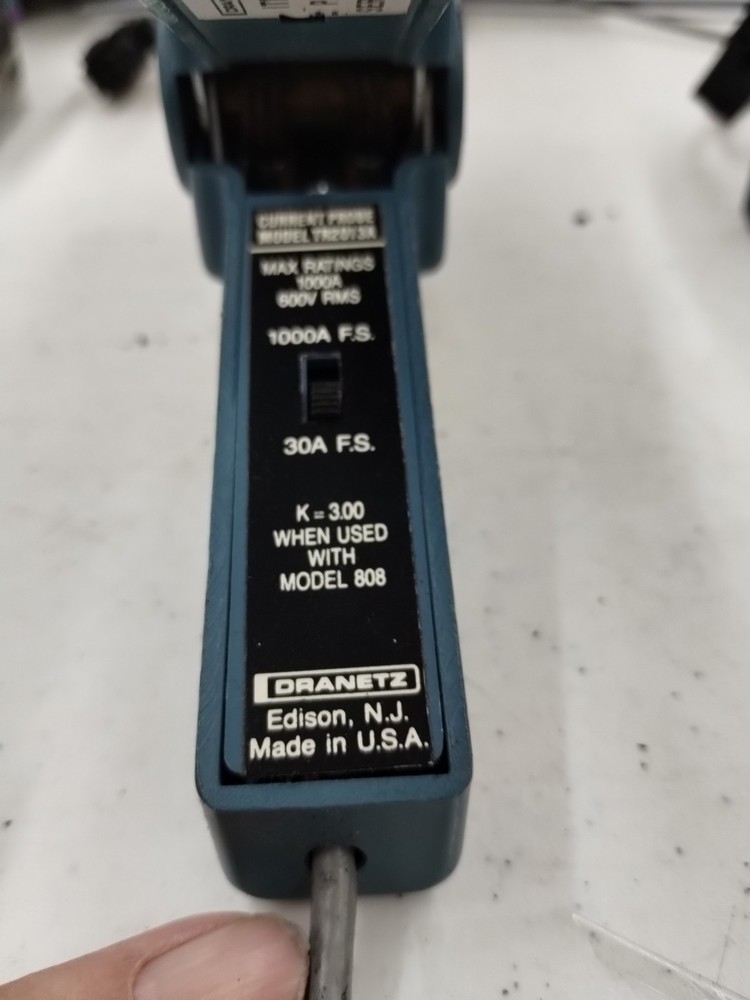 CURRENT PROBE
MODEL TR2013A
MAX RATINGS
1000A
600V RMS
1000A F.S.
30A F.S.
K = 3.00
WHEN USED
WITH
MODEL 808
DRANETZ
Edison, N.J.
Made in U.S.A.